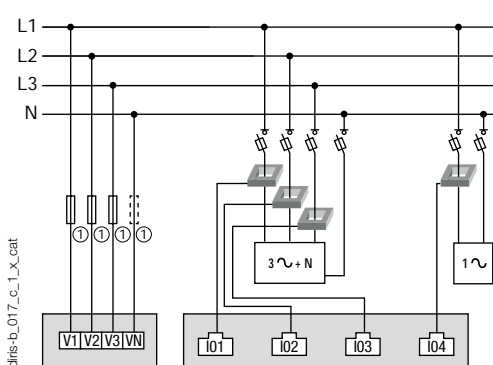 L1
L2
L3
N
① ① ① ①
3∿ + N
1∿
V1 V2 V3 VN
I01 I02 I03 I04
diris-b_017_c_1_x_cat